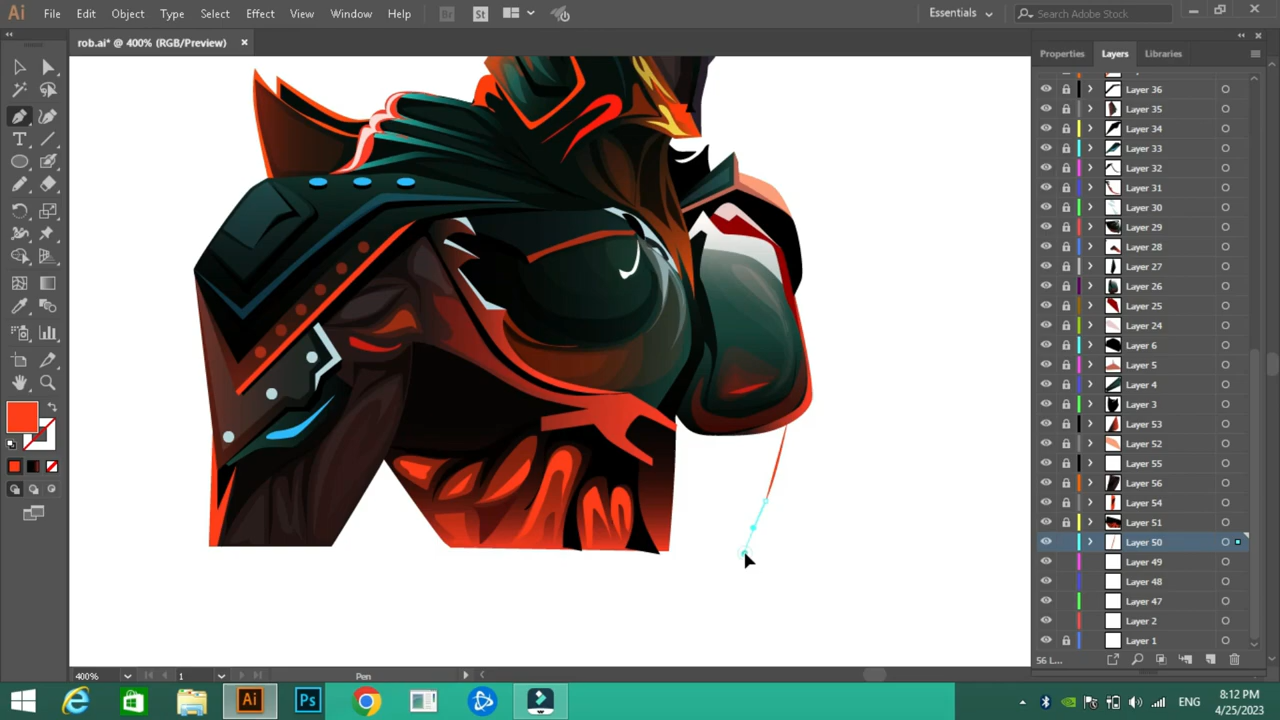 Ai File Edit Object Type Select Effect View Window Help Br St Essentials Search Adobe Stock
rob.ai* @ 400% (RGB/Preview)
Properties Layers Libraries
Layer 36
Layer 35
Layer 34
Layer 33
Layer 32
Layer 31
Layer 30
Layer 29
Layer 28
Layer 27
Layer 26
Layer 25
Layer 24
Layer 6
Layer 5
Layer 4
Layer 3
Layer 53
Layer 52
Layer 55
Layer 56
Layer 54
Layer 51
Layer 50
Layer 49
Layer 48
Layer 47
Layer 2
Layer 1
56 L...
400% 1 Pen
Ai Ps ENG
8:12 PM
4/25/2023